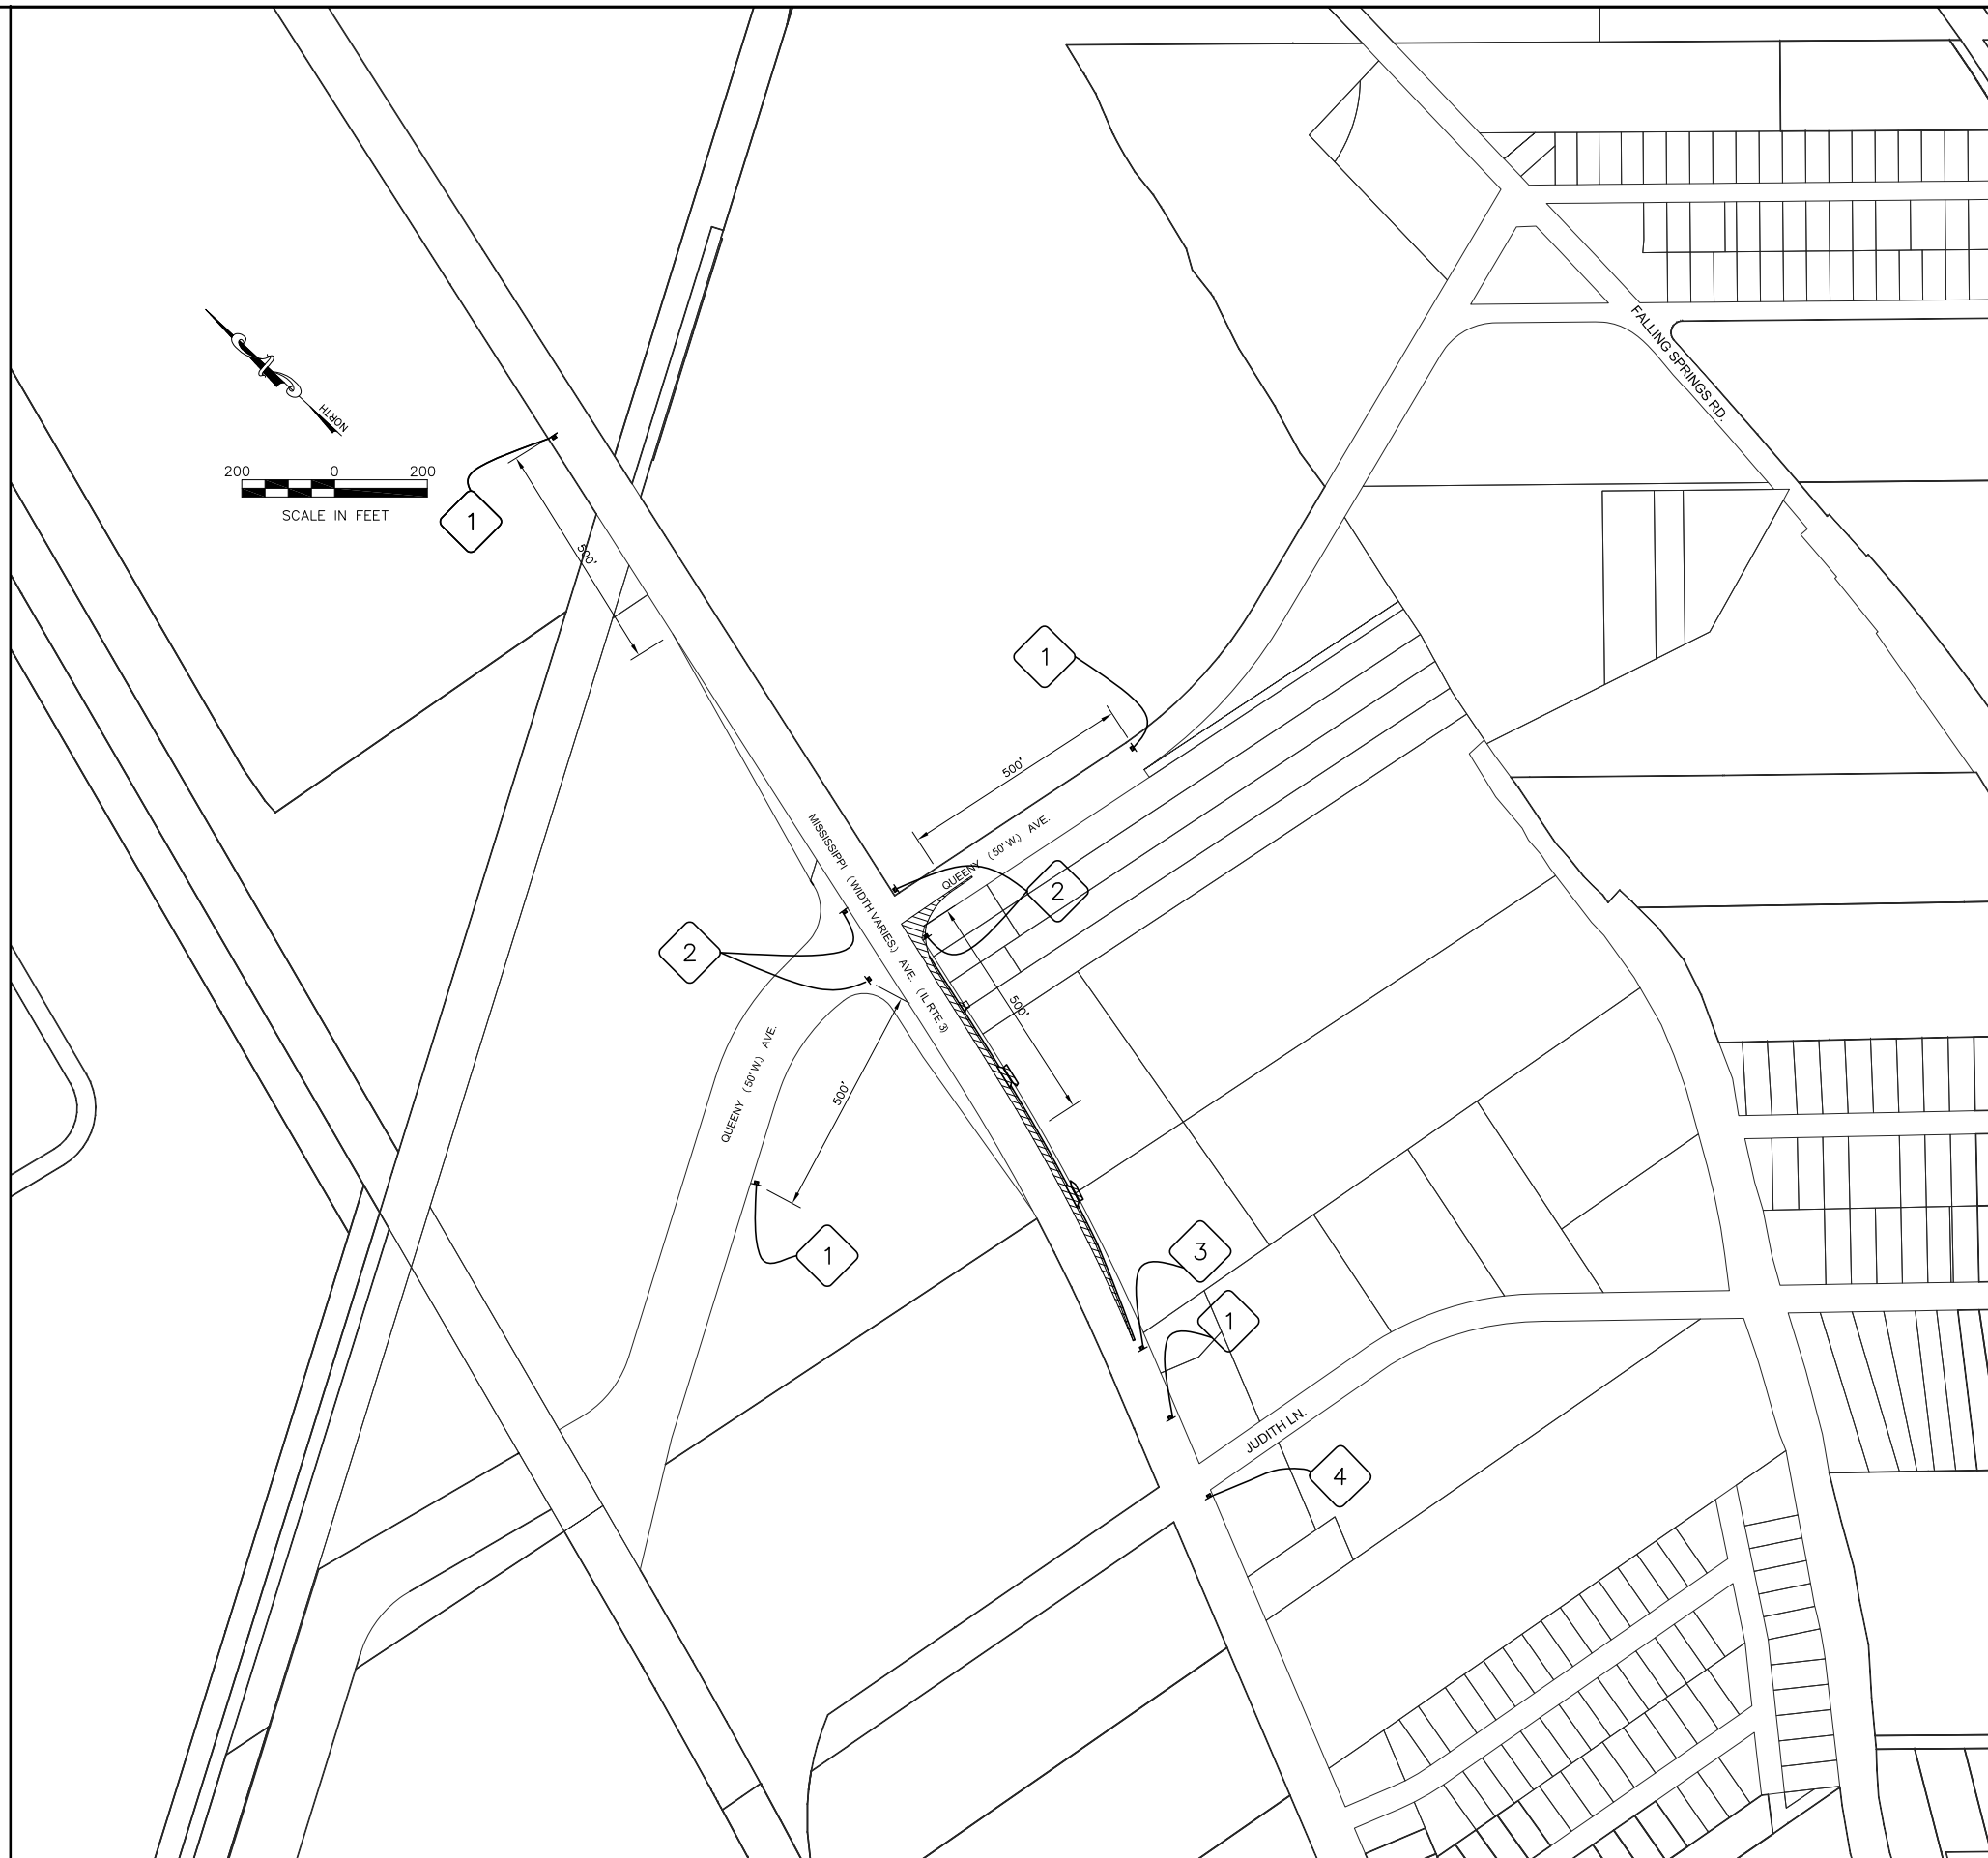 FALLING SPRINGS RD.
NORTH
200 0 200
SCALE IN FEET
1
500'
1
500'
MISSISSIPPI (WIDTH VARIES.) AVE. (IL RTE 3)
QUEENY (50' W.) AVE.
2
2
500'
QUEENY (50' W.) AVE.
500'
1
3
1
JUDITH LN.
4